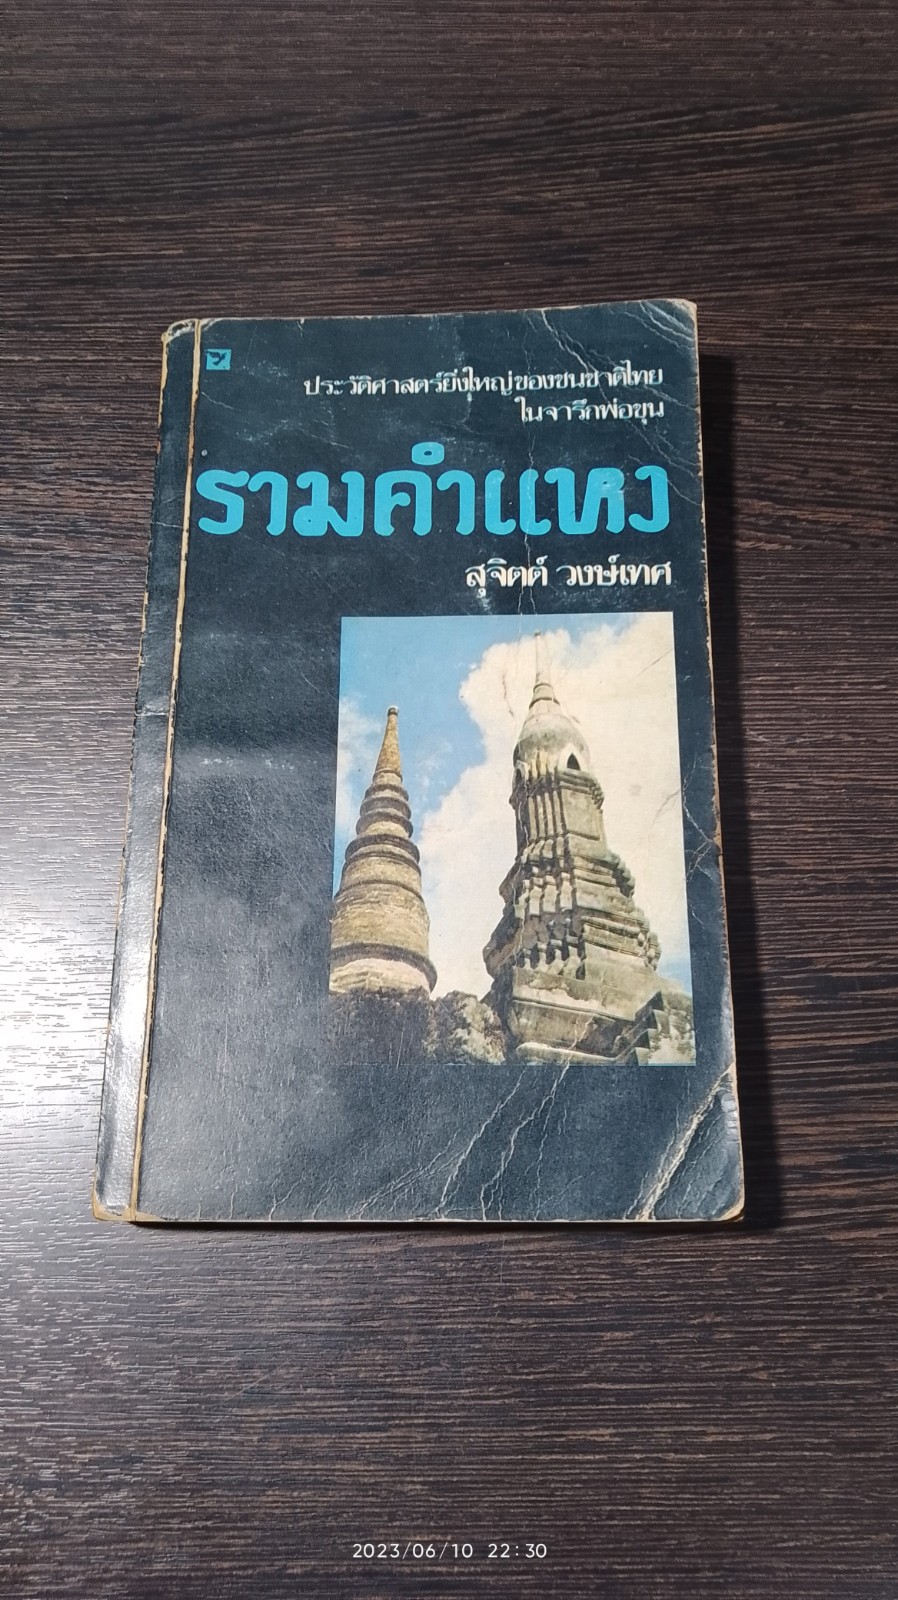 ประวัติศาสตร์ยิ่งใหญ่ของชนชาติไทย
ในจารึกพ่อขุน
รามคำแหง
สุจิตต์ วงษ์เทศ
2023/06/10 22:30